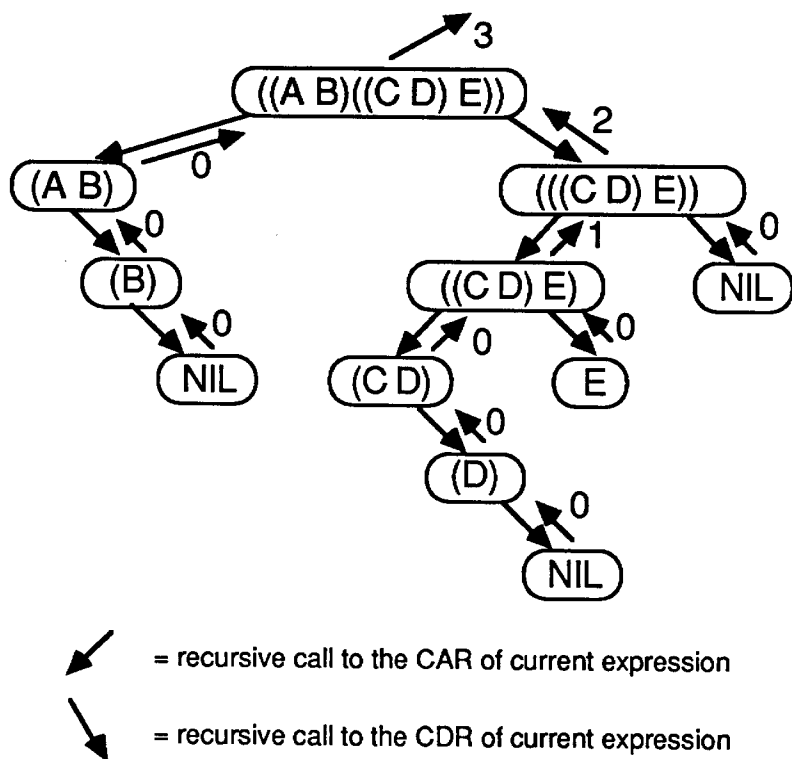 3
((A B)((C D) E))
2
0
(A B)
(((C D) E))
0
1
0
(B)
((C D) E)
NIL
0
0
0
NIL
(C D)
E
0
(D)
0
NIL
= recursive call to the CAR of current expression
= recursive call to the CDR of current expression